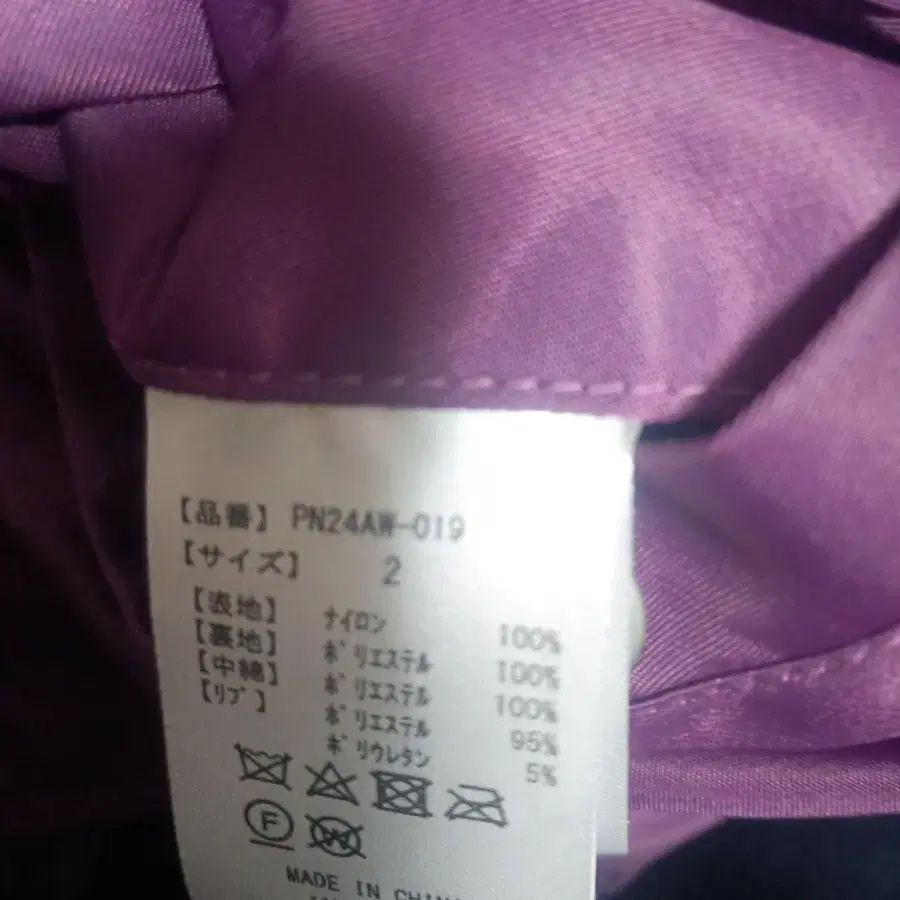 【品番】 PN24AW-019
【サイズ】 2
【表地】 ナイロン 100%
【裏地】 ポリエステル 100%
【中綿】 ポリエステル 100%
【リブ】 ポリエステル 95%
ポリウレタン 5%
F W
MADE IN CHINA